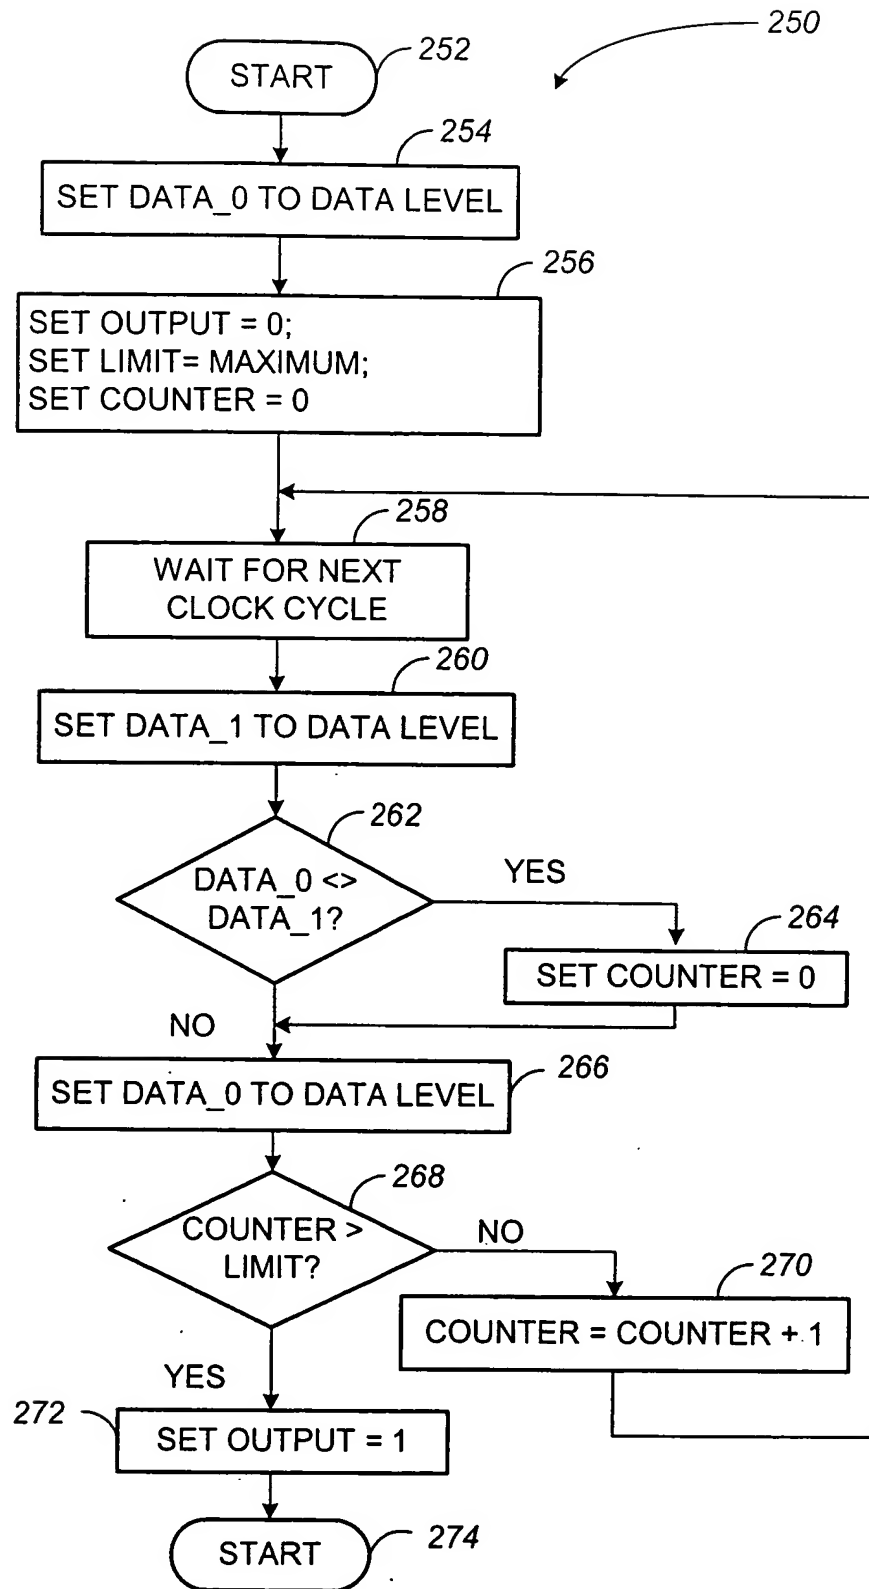 250
252
START
254
SET DATA_0 TO DATA LEVEL
256
SET OUTPUT = 0;
SET LIMIT= MAXIMUM;
SET COUNTER = 0
258
WAIT FOR NEXT
CLOCK CYCLE
260
SET DATA_1 TO DATA LEVEL
262
DATA_0 <>
DATA_1?
YES
264
SET COUNTER = 0
NO
266
SET DATA_0 TO DATA LEVEL
268
COUNTER >
LIMIT?
NO
270
COUNTER = COUNTER + 1
YES
272
SET OUTPUT = 1
START
274